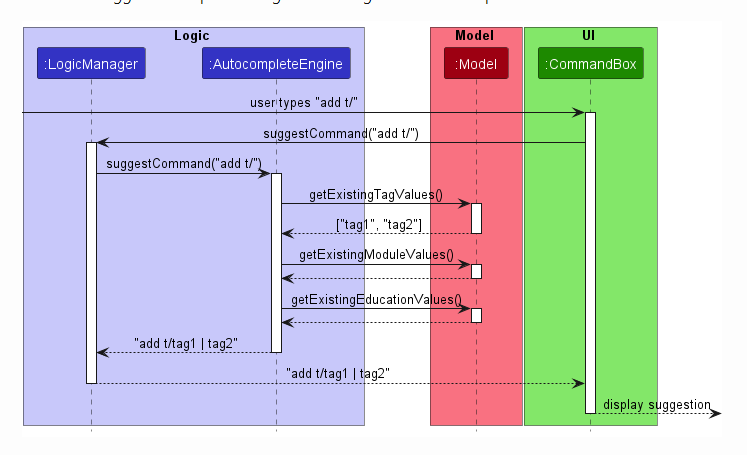 Logic Model UI
:LogicManager :AutocompleteEngine :Model :CommandBox
user types "add t/"
suggestCommand("add t/")
suggestCommand("add t/")
getExistingTagValues()
["tag1", "tag2"]
getExistingModuleValues()
getExistingEducationValues()
"add t/tag1 | tag2"
"add t/tag1 | tag2"
display suggestion